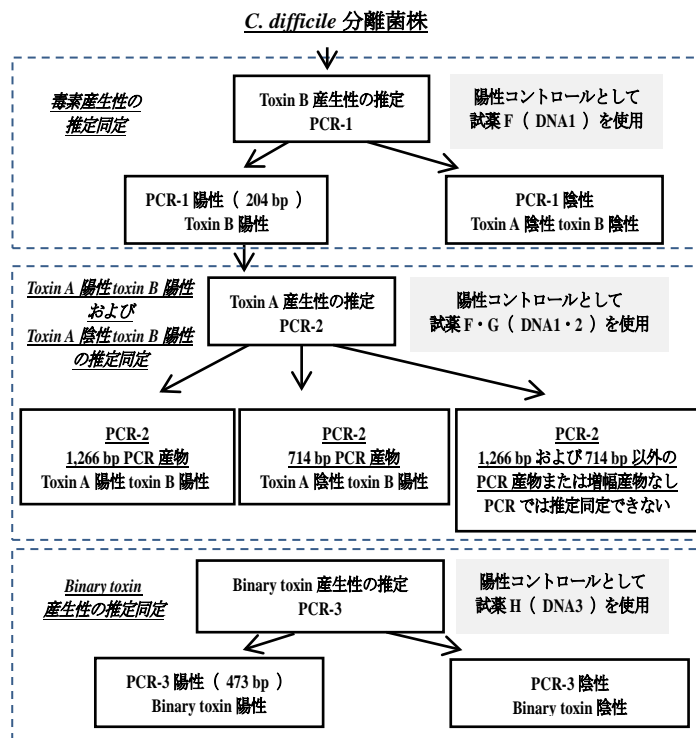 C. difficile 分離菌株
毒素産生性の
推定同定
Toxin B 産生性の推定
PCR-1
陽性コントロールとして
試薬 F（ DNA1 ）を使用
PCR-1 陽性（ 204 bp ）
Toxin B 陽性
PCR-1 陰性
Toxin A 陰性 toxin B 陰性
Toxin A 陽性 toxin B 陽性
および
Toxin A 陰性 toxin B 陽性
の推定同定
Toxin A 産生性の推定
PCR-2
陽性コントロールとして
試薬 F・G（ DNA1・2 ）を使用
PCR-2
1,266 bp PCR 産物
Toxin A 陽性 toxin B 陽性
PCR-2
714 bp PCR 産物
Toxin A 陰性 toxin B 陽性
PCR-2
1,266 bp および 714 bp 以外の
PCR 産物または増幅産物なし
PCR では推定同定できない
Binary toxin
産生性の推定同定
Binary toxin 産生性の推定
PCR-3
陽性コントロールとして
試薬 H（ DNA3 ）を使用
PCR-3 陽性（ 473 bp ）
Binary toxin 陽性
PCR-3 陰性
Binary toxin 陰性